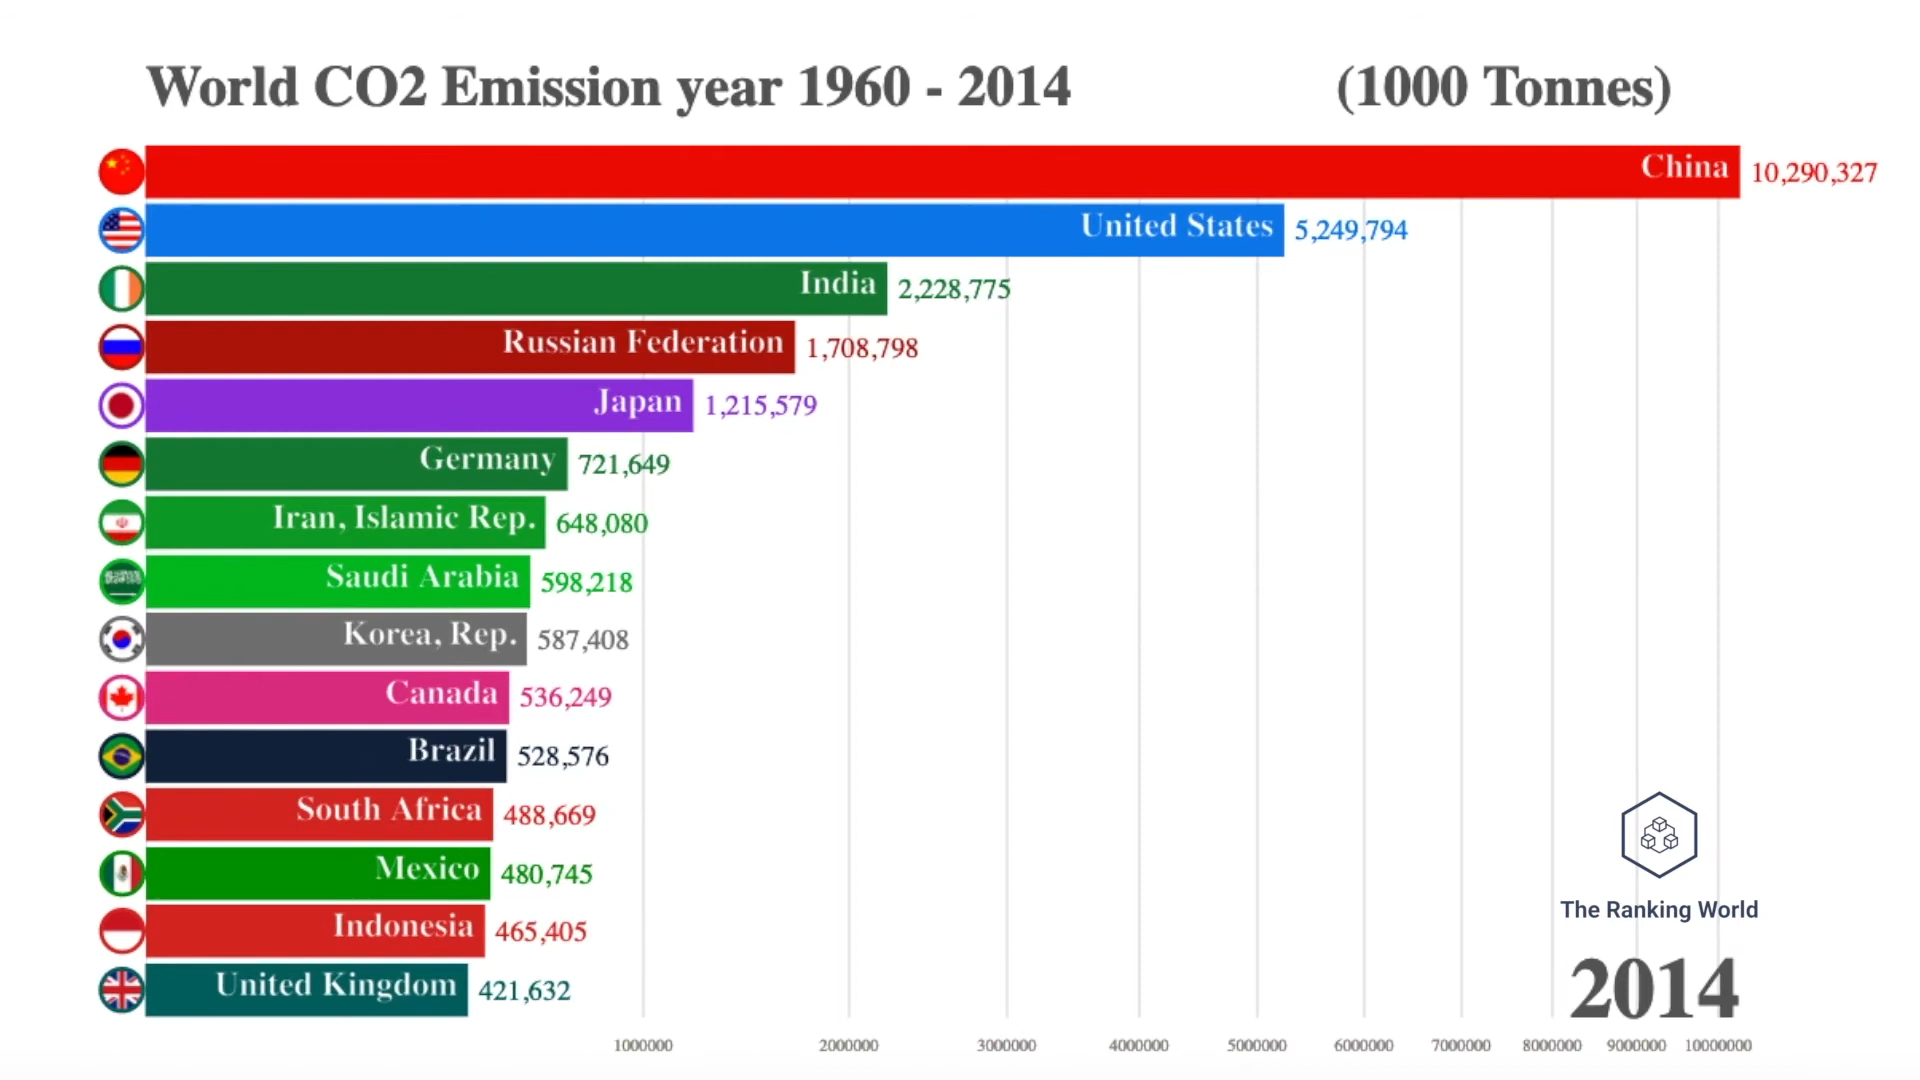 World CO2 Emission year 1960 - 2014 (1000 Tonnes)
China 10,290,327
United States 5,249,794
India 2,228,775
Russian Federation 1,708,798
Japan 1,215,579
Germany 721,649
Iran, Islamic Rep. 648,080
Saudi Arabia 598,218
Korea, Rep. 587,408
Canada 536,249
Brazil 528,576
South Africa 488,669
Mexico 480,745
Indonesia 465,405
United Kingdom 421,632
The Ranking World
2014
1000000 2000000 3000000 4000000 5000000 6000000 7000000 8000000 9000000 10000000